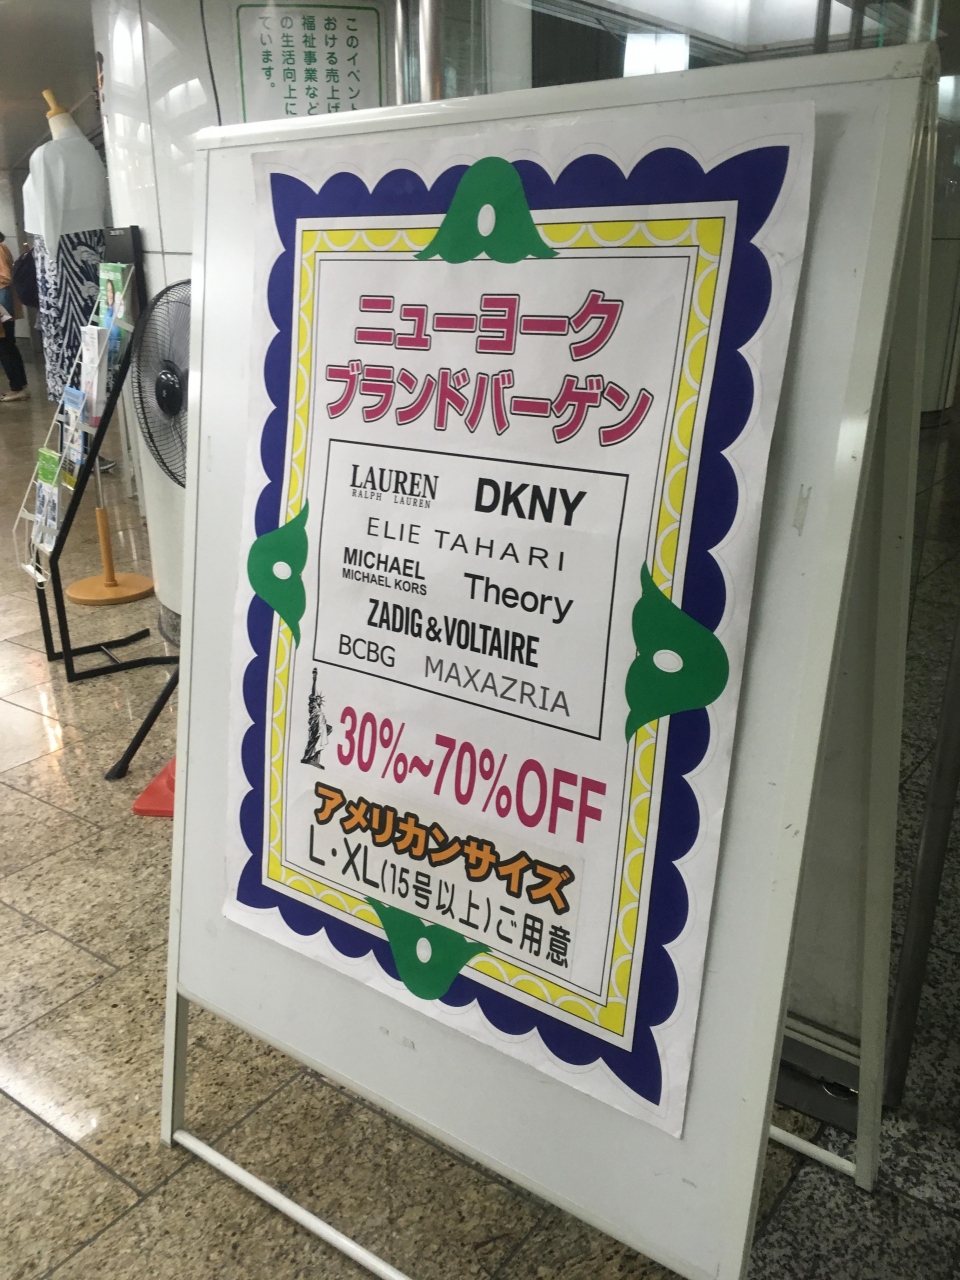 このイベント
おける売上げ
福祉事業など
の生活向上に
ています。
ニューヨーク
ブランドバーゲン
LAUREN
RALPH LAUREN
DKNY
ELIE TAHARI
MICHAEL
MICHAEL KORS
Theory
ZADIG & VOLTAIRE
BCBG MAXAZRIA
30%~70%OFF
アメリカンサイズ
L・XL(15号以上)ご用意